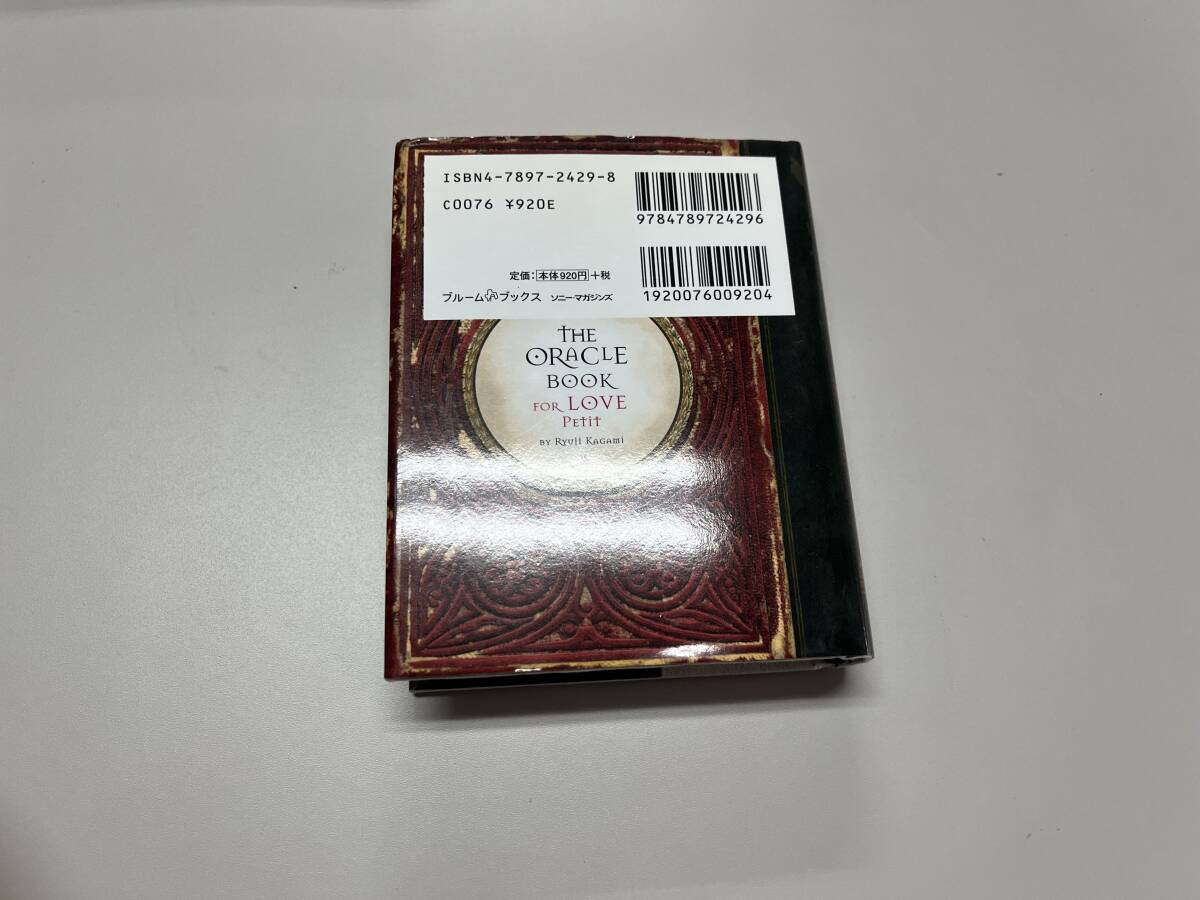 ISBN4-7897-2429-8
C0076 ¥920E
9784789724296
定価：本体920円+税
1920076009204
ブルームブックス ソニー・マガジンズ
THE
ORACLE
BOOK
FOR LOVE
PETIT
BY RYUJI KAGAMI